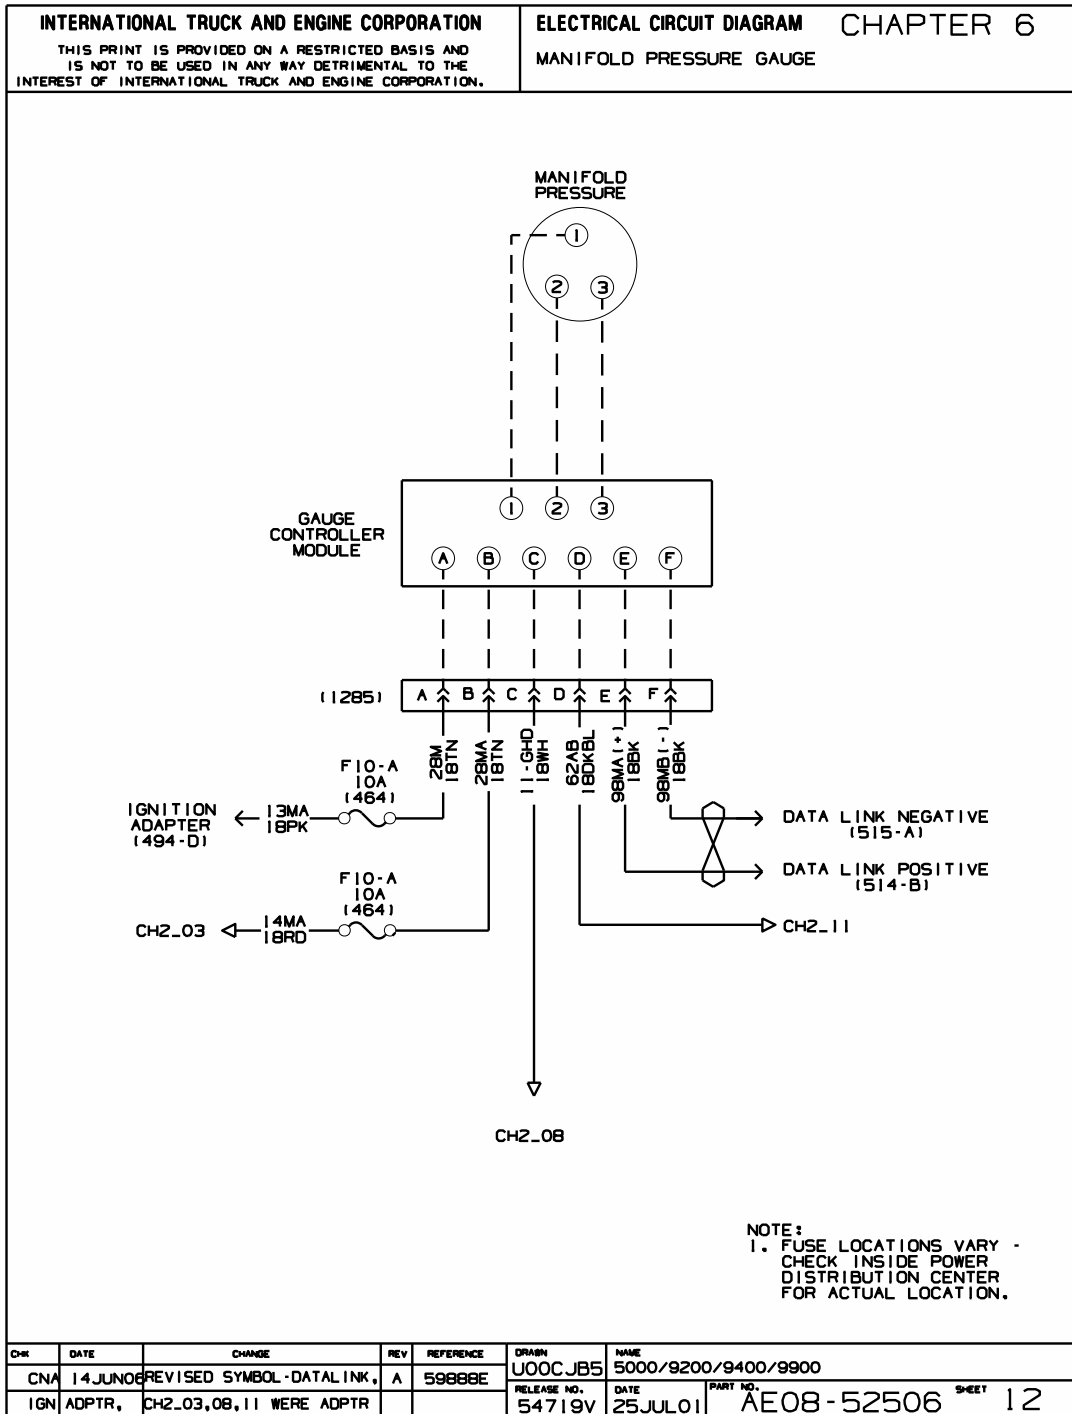 INTERNATIONAL TRUCK AND ENGINE CORPORATION
THIS PRINT IS PROVIDED ON A RESTRICTED BASIS AND
IS NOT TO BE USED IN ANY WAY DETRIMENTAL TO THE
INTEREST OF INTERNATIONAL TRUCK AND ENGINE CORPORATION.
ELECTRICAL CIRCUIT DIAGRAM CHAPTER 6
MANIFOLD PRESSURE GAUGE
MANIFOLD
PRESSURE
1
2 3
GAUGE
CONTROLLER
MODULE
1 2 3
A B C D E F
(1285)
A B C D E F
28M
18TN
28MA
18TN
11-GHD
18WH
62AB
18DKBL
98MA(+)
18BK
98MB(-)
18BK
F10-A
10A
(464)
IGNITION
ADAPTER
(494-D)
13MA
18PK
DATA LINK NEGATIVE
(515-A)
DATA LINK POSITIVE
(514-B)
F10-A
10A
(464)
CH2_03
14MA
18RD
CH2_11
CH2_08
NOTE:
1. FUSE LOCATIONS VARY -
CHECK INSIDE POWER
DISTRIBUTION CENTER
FOR ACTUAL LOCATION.
CHK DATE CHANGE REV REFERENCE
CNA 14JUN06 REVISED SYMBOL-DATALINK, A 59888E
IGN ADPTR, CH2_03,08,11 WERE ADPTR
DRAWN
U00CJB5
NAME
5000/9200/9400/9900
RELEASE NO.
54719V
DATE
25JUL01
PART NO.
AE08-52506
SHEET 12